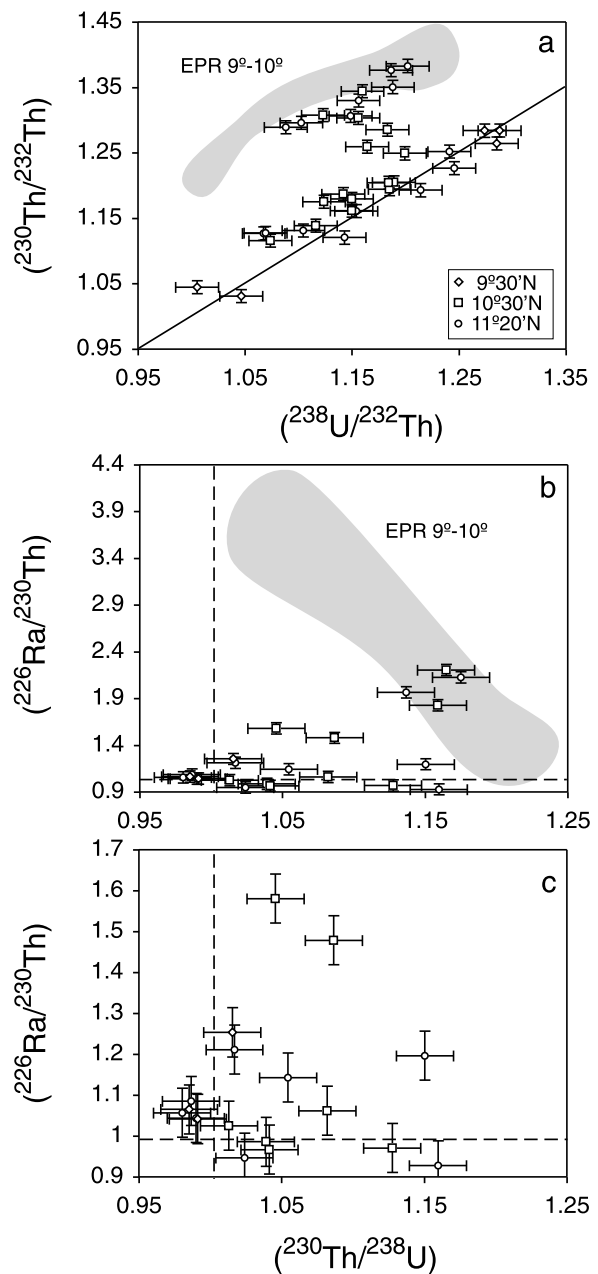 a
EPR 9º-10º
1.45
1.35
1.25
1.15
1.05
0.95
(²³⁰Th/²³²Th)
9º30'N
10º30'N
11º20'N
0.95 1.05 1.15 1.25 1.35
(²³⁸U/²³²Th)
b
EPR 9º-10º
4.4
3.9
3.4
2.9
2.4
1.9
1.4
0.9
(²²⁶Ra/²³⁰Th)
0.95 1.05 1.15 1.25
c
1.7
1.6
1.5
1.4
1.3
1.2
1.1
1
0.9
(²²⁶Ra/²³⁰Th)
0.95 1.05 1.15 1.25
(²³⁰Th/²³⁸U)